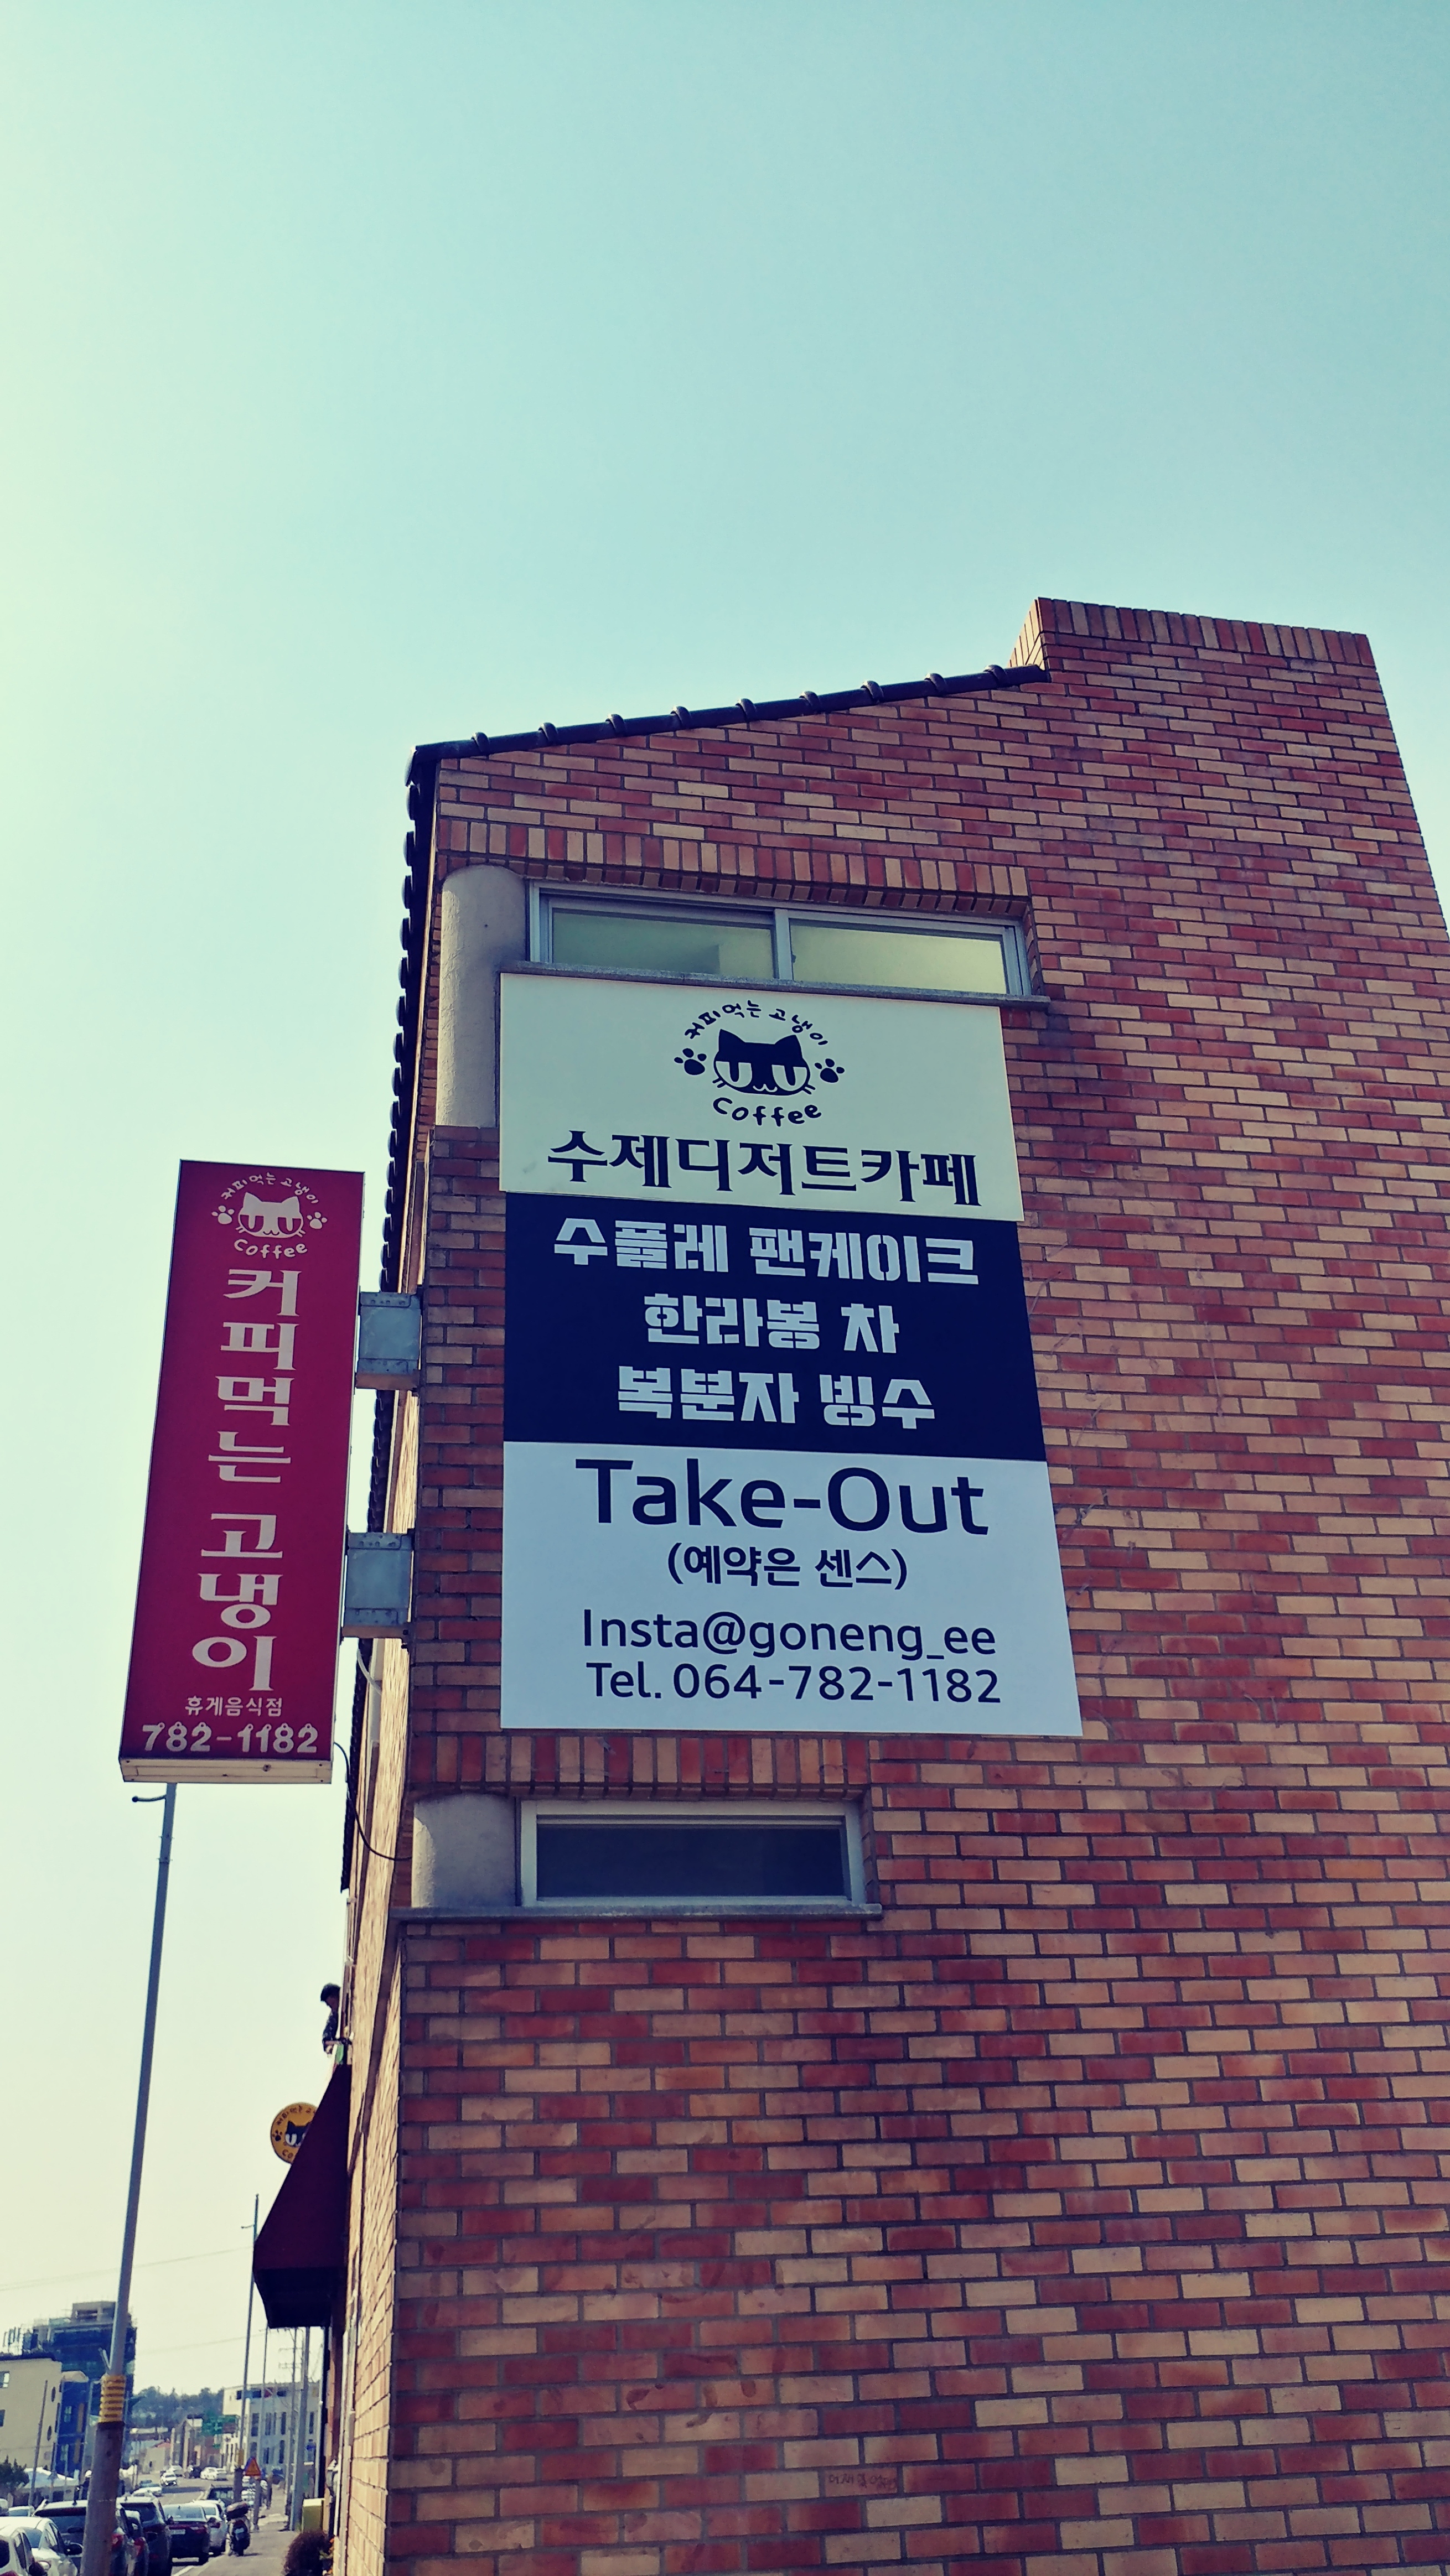 커피먹는 고냉이
Coffee
커피먹는 고냉이
휴게음식점
782-1182
커피먹는 고냉이
Coffee
수제디저트카페
수플레 팬케이크
한라봉 차
복분자 빙수
Take-Out
(예약은 센스)
Insta@goneng_ee
Tel. 064-782-1182